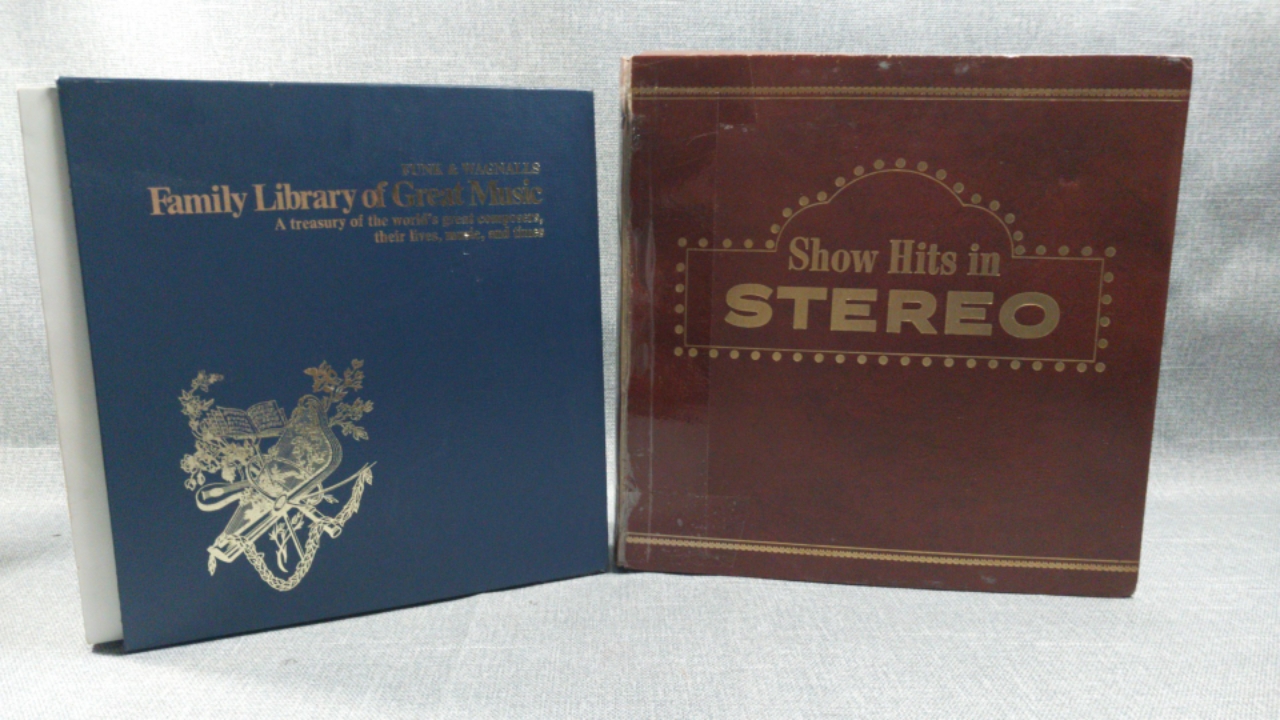 FUNK & WAGNALLS
Family Library of Great Music
A treasury of the world's great composers,
their lives, music, and times
Show Hits in
STEREO